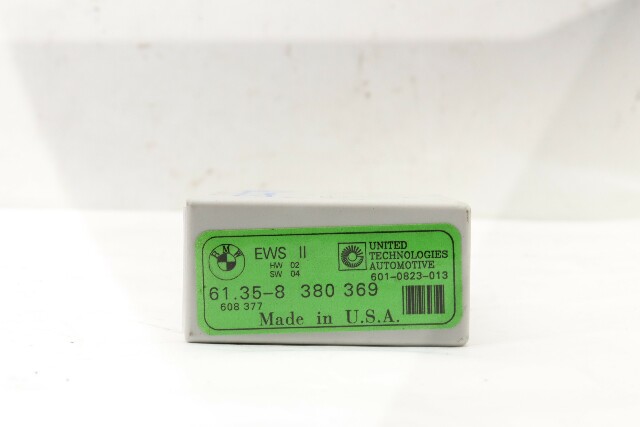 BMW
EWS II
HW 02
SW 04
UNITED
TECHNOLOGIES
AUTOMOTIVE
601-0823-013
61.35-8 380 369
608 377
Made in U.S.A.